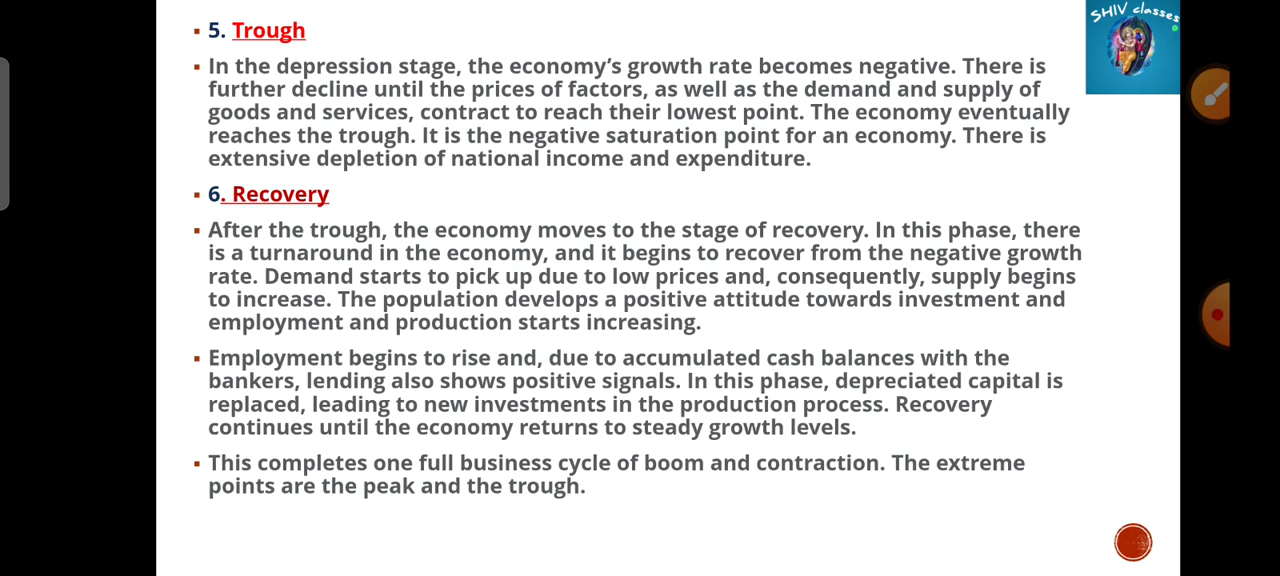 SHIV classes
5. Trough
In the depression stage, the economy's growth rate becomes negative. There is
further decline until the prices of factors, as well as the demand and supply of
goods and services, contract to reach their lowest point. The economy eventually
reaches the trough. It is the negative saturation point for an economy. There is
extensive depletion of national income and expenditure.
6. Recovery
After the trough, the economy moves to the stage of recovery. In this phase, there
is a turnaround in the economy, and it begins to recover from the negative growth
rate. Demand starts to pick up due to low prices and, consequently, supply begins
to increase. The population develops a positive attitude towards investment and
employment and production starts increasing.
Employment begins to rise and, due to accumulated cash balances with the
bankers, lending also shows positive signals. In this phase, depreciated capital is
replaced, leading to new investments in the production process. Recovery
continues until the economy returns to steady growth levels.
This completes one full business cycle of boom and contraction. The extreme
points are the peak and the trough.